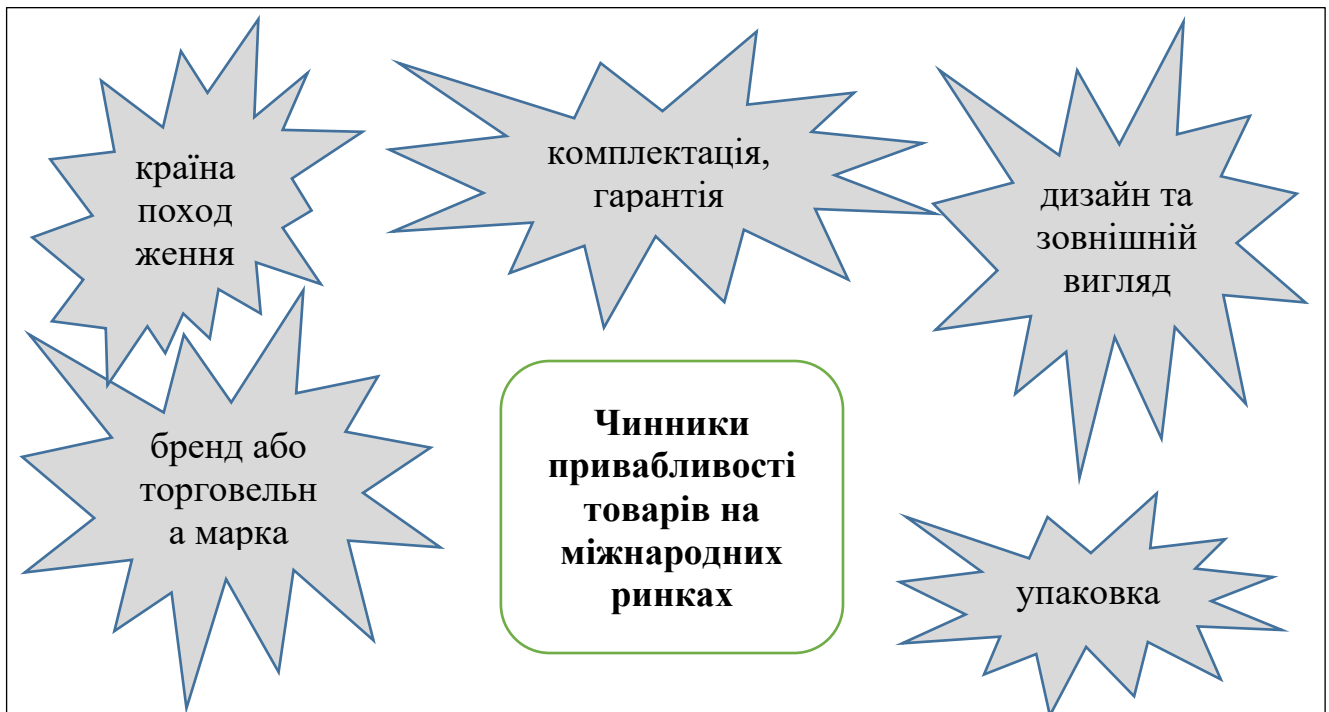 країна
поход
ження
комплектація,
гарантія
дизайн та
зовнішній
вигляд
бренд або
торговельн
а марка
Чинники
привабливості
товарів на
міжнародних
ринках
упаковка